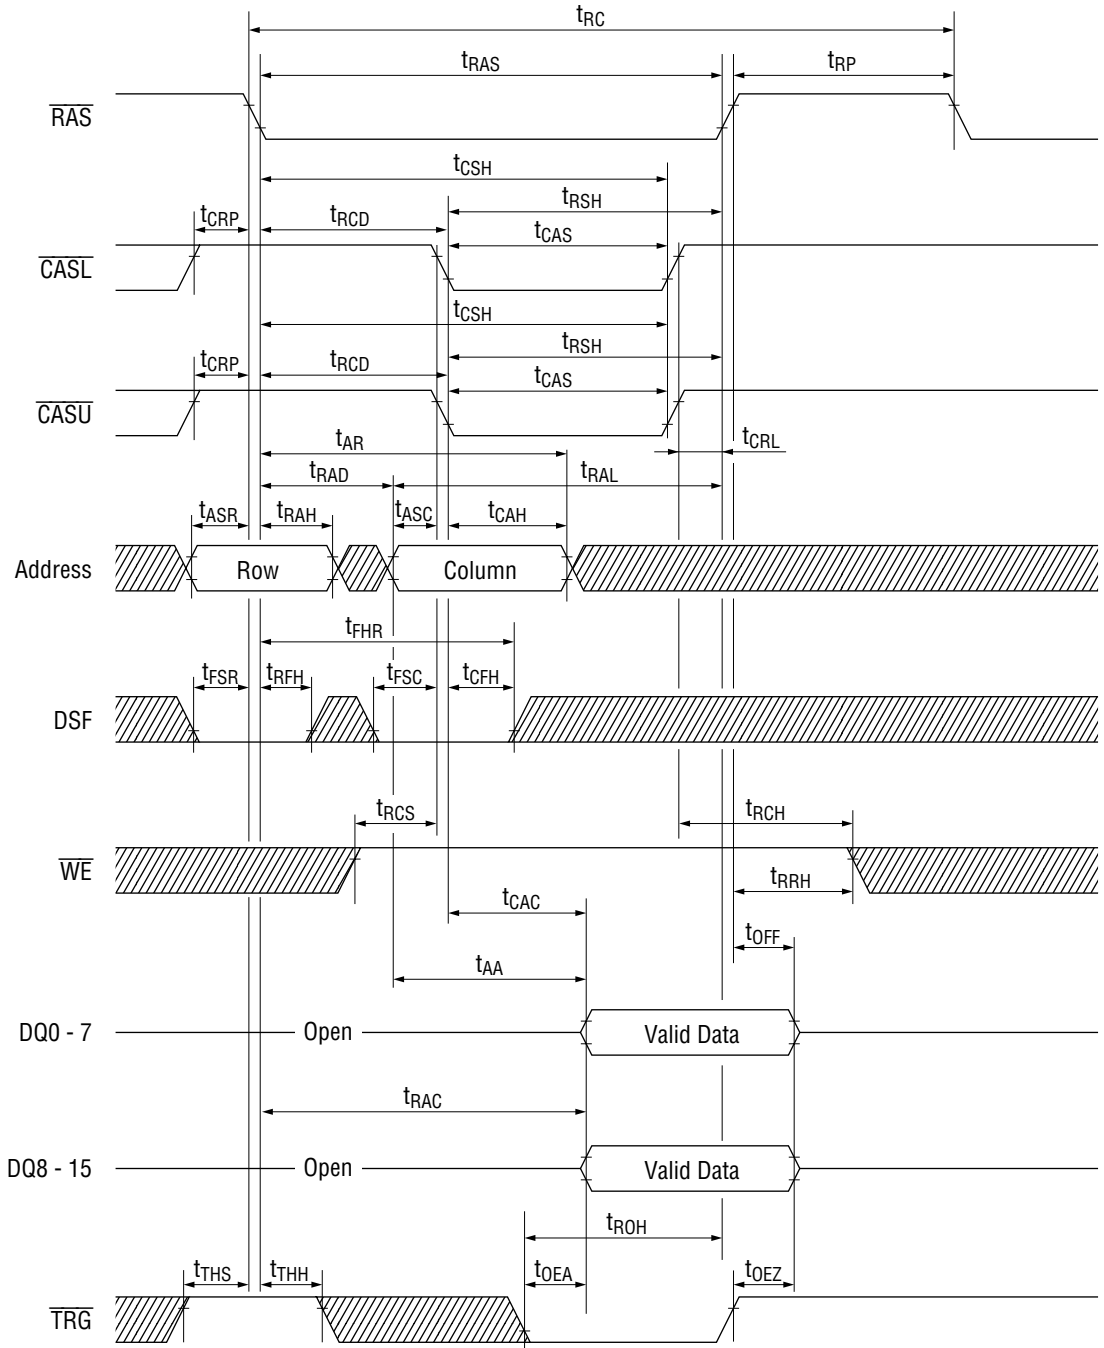 tRC
tRAS tRP
RAS
tCSH
tRSH
tCRP tRCD tCAS
CASL
tCSH
tRSH
tCRP tRCD tCAS
CASU
tAR tCRL
tRAD tRAL
tASR tRAH tASC tCAH
Address Row Column
tFHR
tFSR tRFH tFSC tCFH
DSF
tRCS tRCH
WE
tRRH
tCAC
tOFF
tAA
DQ0 - 7 Open Valid Data
tRAC
DQ8 - 15 Open Valid Data
tROH
tTHS tTHH tOEA tOEZ
TRG